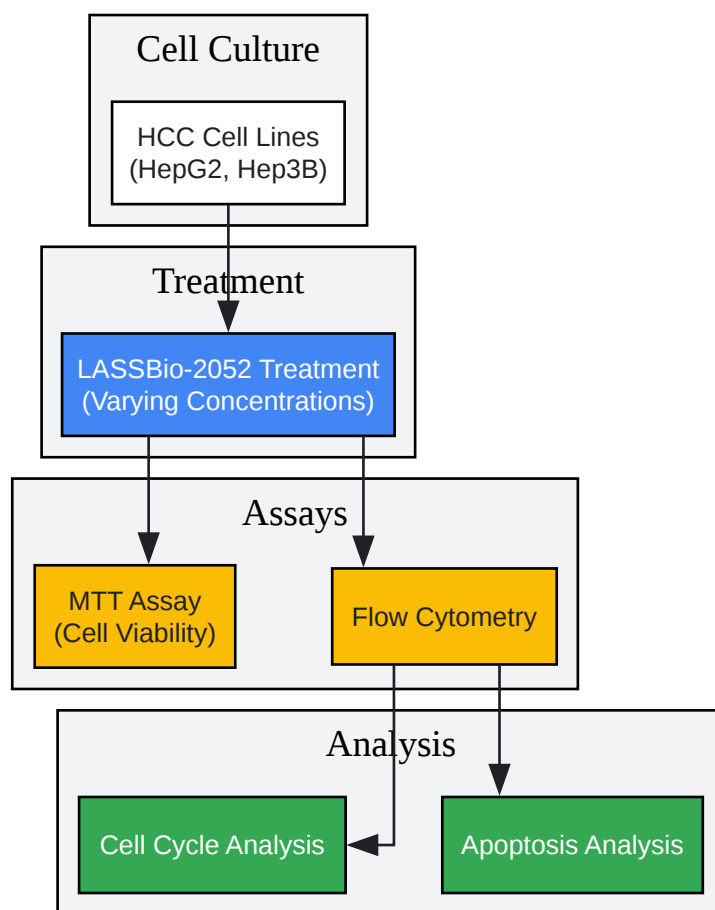 Cell Culture
HCC Cell Lines
(HepG2, Hep3B)
Treatment
LASSBio-2052 Treatment
(Varying Concentrations)
Assays
MTT Assay
(Cell Viability)
Flow Cytometry
Analysis
Cell Cycle Analysis
Apoptosis Analysis